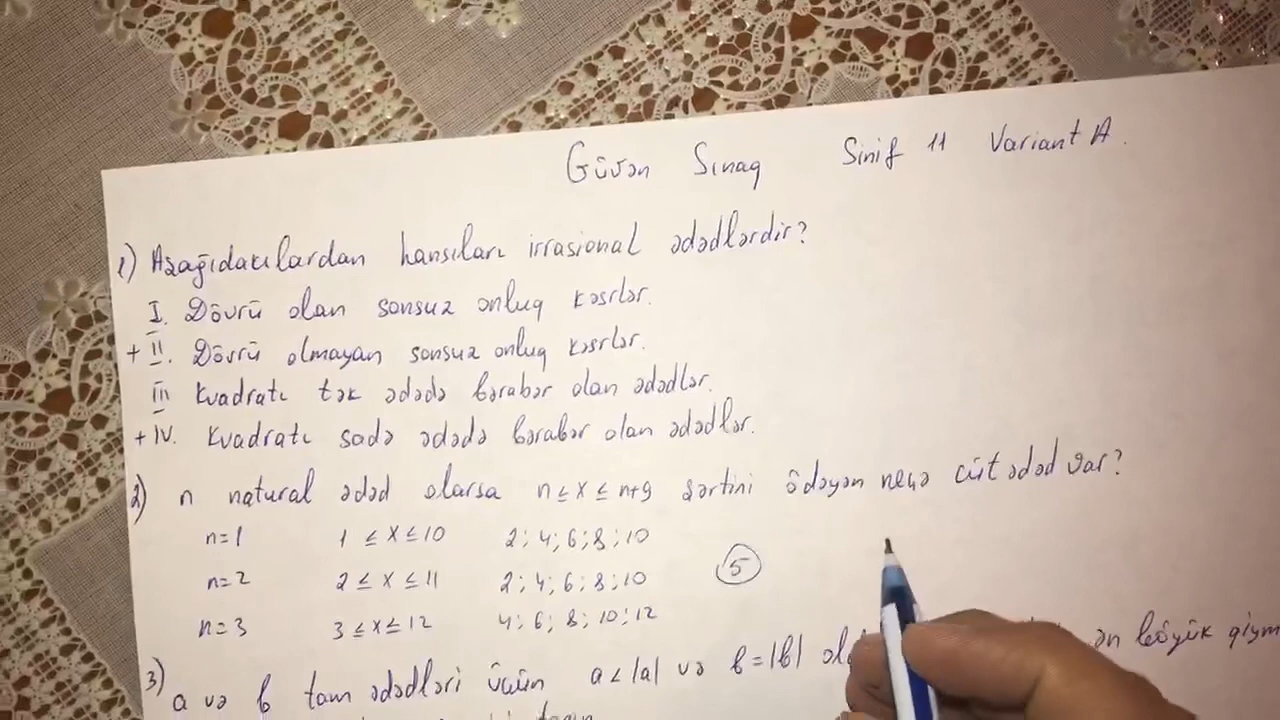 Güvən Sınaq Sinif 11 Variant A.
1) Aşağıdakılardan hansıları irrasional ədədlərdir?
I. Dövrü olan sonsuz onluq kəsrlər.
+ II. Dövrü olmayan sonsuz onluq kəsrlər.
III Kvadratı tək ədədə bərabər olan ədədlər.
+ IV. Kvadratı sadə ədədə bərabər olan ədədlər.
2) n natural ədəd olarsa n ≤ x ≤ n+9 şərtini ödəyən neçə cüt ədəd var?
n=1 1 ≤ x ≤ 10 2; 4; 6; 8; 10
n=2 2 ≤ x ≤ 11 2; 4; 6; 8; 10 5
n=3 3 ≤ x ≤ 12 4; 6; 8; 10; 12
3) a və b tam ədədləri üçün a < |a| və b = |b| ən böyük